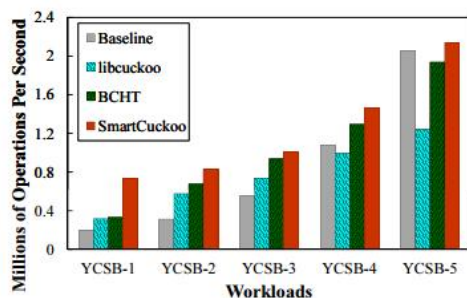 Millions of Operations Per Second
2.4
2
1.6
1.2
0.8
0.4
0
Baseline
libcuckoo
BCHT
SmartCuckoo
YCSB-1 YCSB-2 YCSB-3 YCSB-4 YCSB-5
Workloads